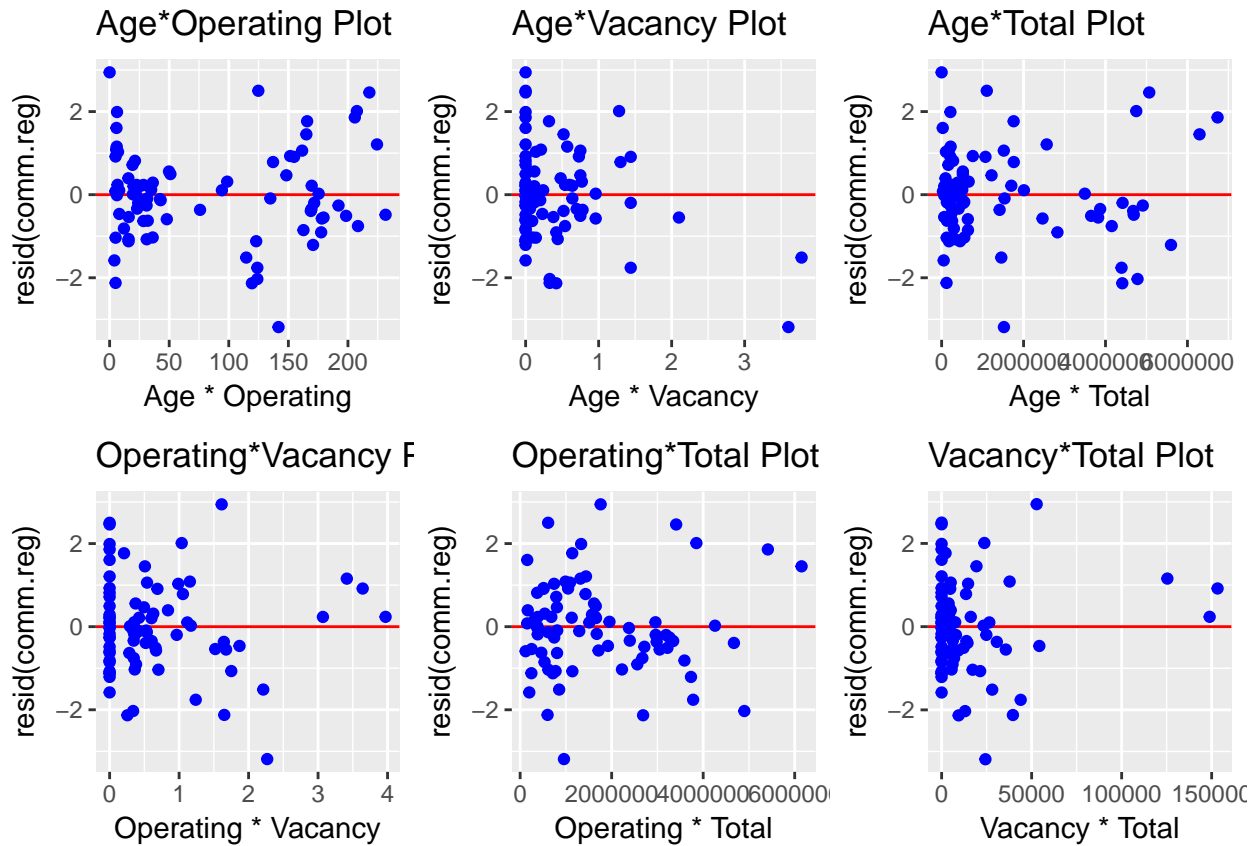 Age*Operating Plot
resid(comm.reg)
2
0
−2
0 50 100 150 200
Age * Operating
Age*Vacancy Plot
resid(comm.reg)
2
0
−2
0 1 2 3
Age * Vacancy
Age*Total Plot
resid(comm.reg)
2
0
−2
0 2000000 4000000 6000000
Age * Total
Operating*Vacancy P
resid(comm.reg)
2
0
−2
0 1 2 3 4
Operating * Vacancy
Operating*Total Plot
resid(comm.reg)
2
0
−2
0 2000000 4000000 6000000
Operating * Total
Vacancy*Total Plot
resid(comm.reg)
2
0
−2
0 50000 100000 150000
Vacancy * Total